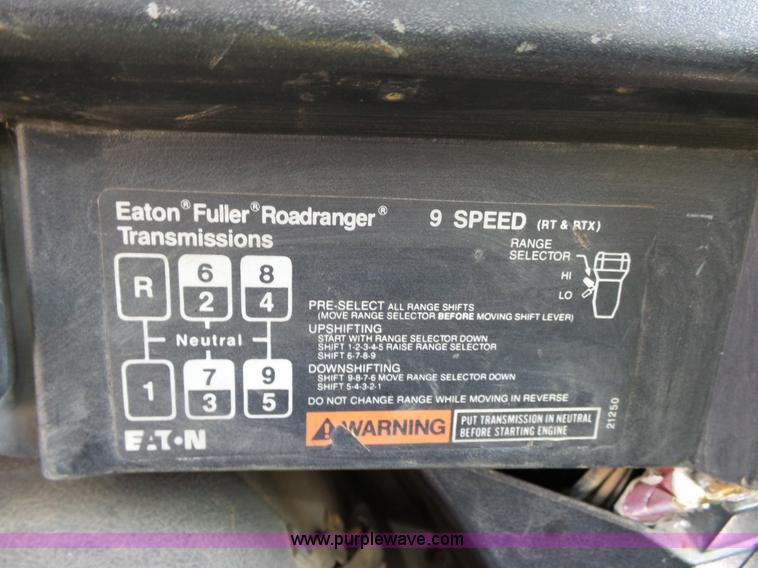 Eaton® Fuller® Roadranger® 9 SPEED (RT & RTX)
Transmissions
RANGE
SELECTOR
HI
LO
R 6 8
2 4
Neutral
1 7 9
3 5
PRE-SELECT ALL RANGE SHIFTS
(MOVE RANGE SELECTOR BEFORE MOVING SHIFT LEVER)
UPSHIFTING
START WITH RANGE SELECTOR DOWN
SHIFT 1-2-3-4-5 RAISE RANGE SELECTOR
SHIFT 6-7-8-9
DOWNSHIFTING
SHIFT 9-8-7-6 MOVE RANGE SELECTOR DOWN
SHIFT 5-4-3-2-1
DO NOT CHANGE RANGE WHILE MOVING IN REVERSE
WARNING
PUT TRANSMISSION IN NEUTRAL
BEFORE STARTING ENGINE
21250
EATON
www.purplewave.com